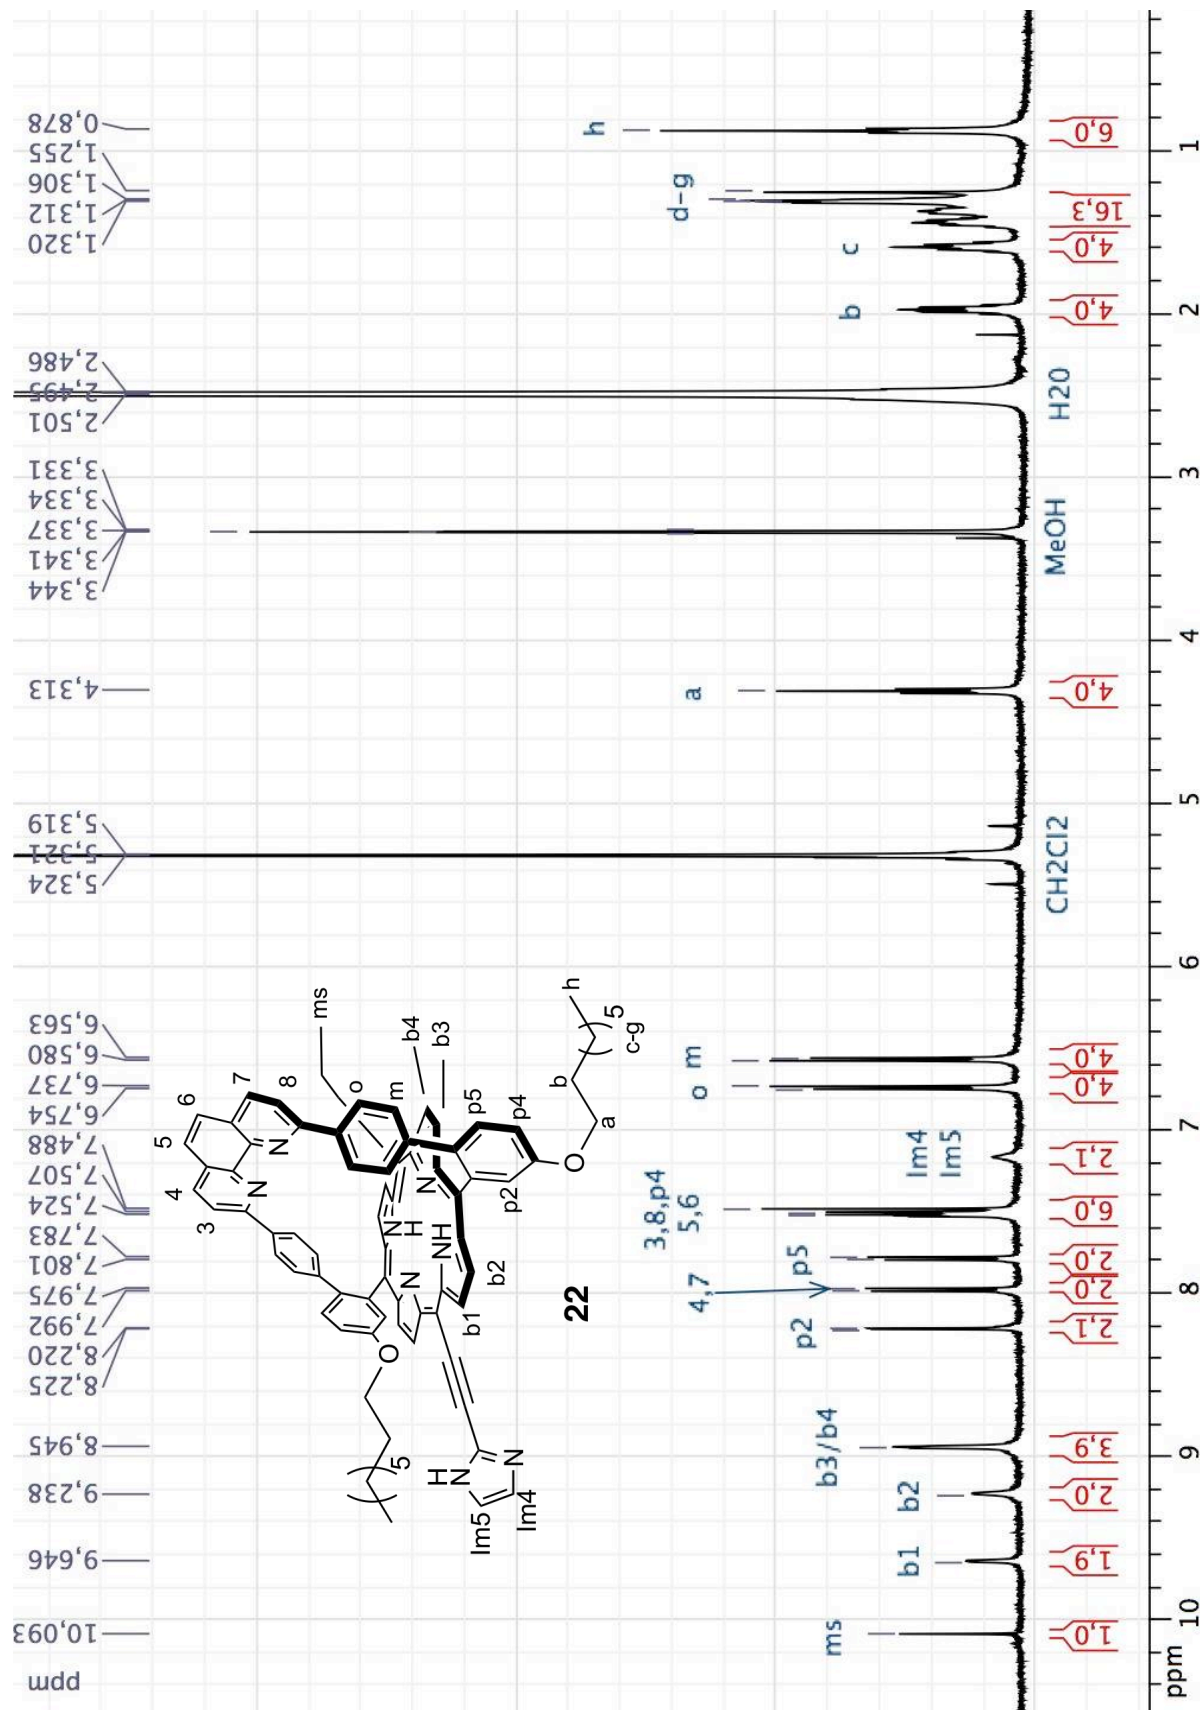 ppm
10,093
9,646
9,238
8,945
8,225
8,220
7,992
7,975
7,801
7,783
7,524
7,507
7,488
6,754
6,737
6,580
6,563
5,324
5,321
5,319
4,313
3,344
3,341
3,337
3,334
3,331
2,501
2,495
2,486
1,320
1,312
1,306
1,255
0,878
5
6
4
7
3
8
N
N
ms
o
m
b4
b3
N
H
N
N
NH
O
p5
p4
p2
O
b2
b1
a
b
5
c-g
h
5
H
N
N
Im5
Im4
22
ms
b1
b2
b3/b4
p2
4,7
p5
3,8,p4
5,6
Im4
Im5
o
m
CH2Cl2
a
MeOH
H2O
b
c
d-g
h
1,0
1,9
2,0
3,9
2,1
2,0
2,0
6,0
2,1
4,0
4,0
4,0
4,0
4,0
16,3
6,0
ppm
10
9
8
7
6
5
4
3
2
1